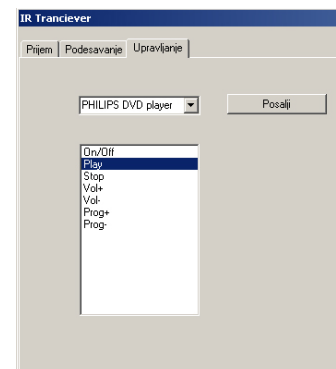 IR Tranciever
Prijem Podesavanje Upravljanje
PHILIPS DVD player Posalji
On/Off
Play
Stop
Vol+
Vol-
Prog+
Prog-